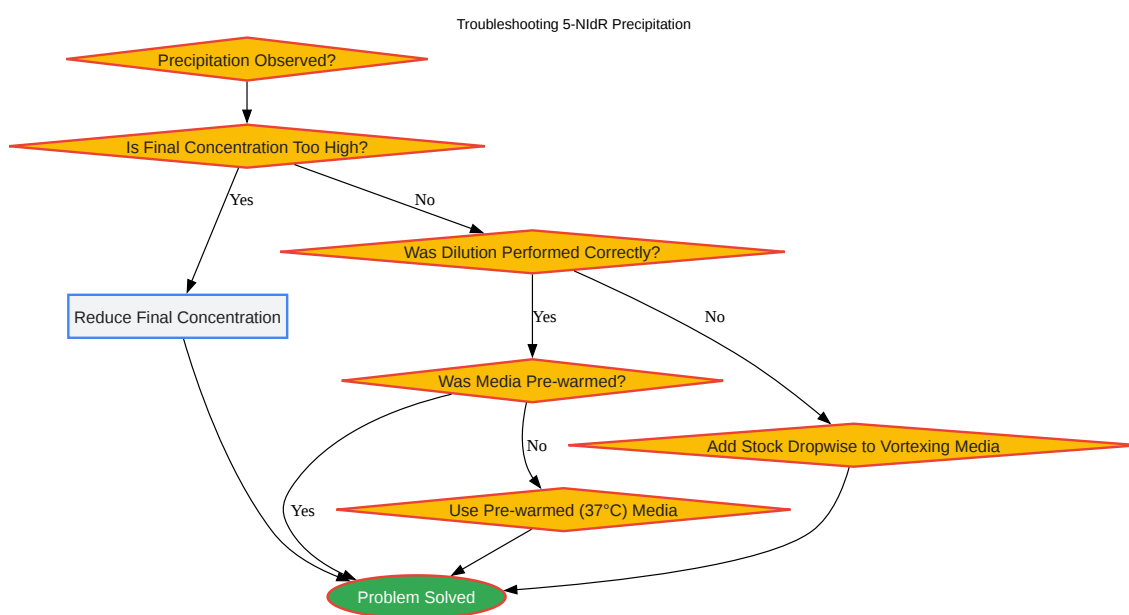 Troubleshooting 5-NIdR Precipitation
Precipitation Observed?
Is Final Concentration Too High?
Yes
No
Was Dilution Performed Correctly?
Reduce Final Concentration
Yes
No
Was Media Pre-warmed?
No
Add Stock Dropwise to Vortexing Media
Yes
Use Pre-warmed (37°C) Media
Problem Solved